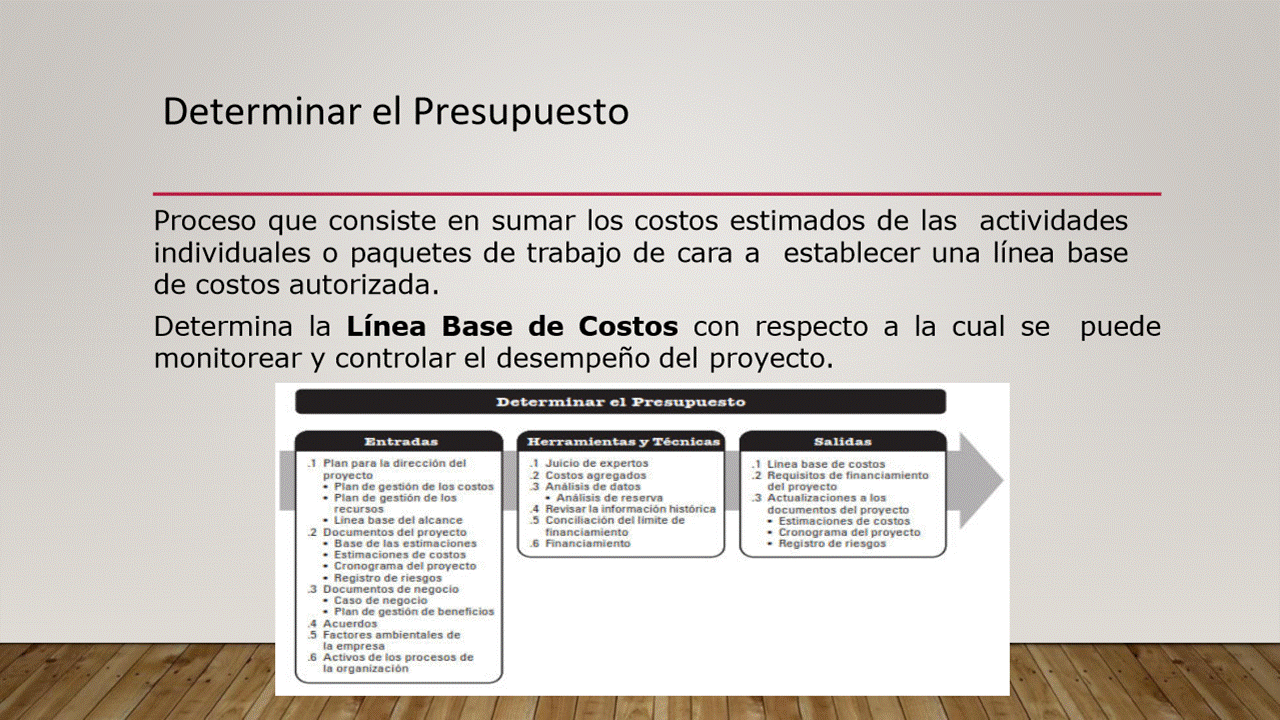 Determinar el Presupuesto
Proceso que consiste en sumar los costos estimados de las actividades
individuales o paquetes de trabajo de cara a establecer una línea base
de costos autorizada.
Determina la Línea Base de Costos con respecto a la cual se puede
monitorear y controlar el desempeño del proyecto.
Determinar el Presupuesto
Entradas
.1 Plan para la dirección del
proyecto
• Plan de gestión de los costos
• Plan de gestión de los
recursos
• Línea base del alcance
.2 Documentos del proyecto
• Base de las estimaciones
• Estimaciones de costos
• Cronograma del proyecto
• Registro de riesgos
.3 Documentos de negocio
• Caso de negocio
• Plan de gestión de beneficios
.4 Acuerdos
.5 Factores ambientales de
la empresa
.6 Activos de los procesos de
la organización
Herramientas y Técnicas
.1 Juicio de expertos
.2 Costos agregados
.3 Análisis de datos
• Análisis de reserva
.4 Revisar la información histórica
.5 Conciliación del límite de
financiamiento
.6 Financiamiento
Salidas
.1 Línea base de costos
.2 Requisitos de financiamiento
del proyecto
.3 Actualizaciones a los
documentos del proyecto
• Estimaciones de costos
• Cronograma del proyecto
• Registro de riesgos